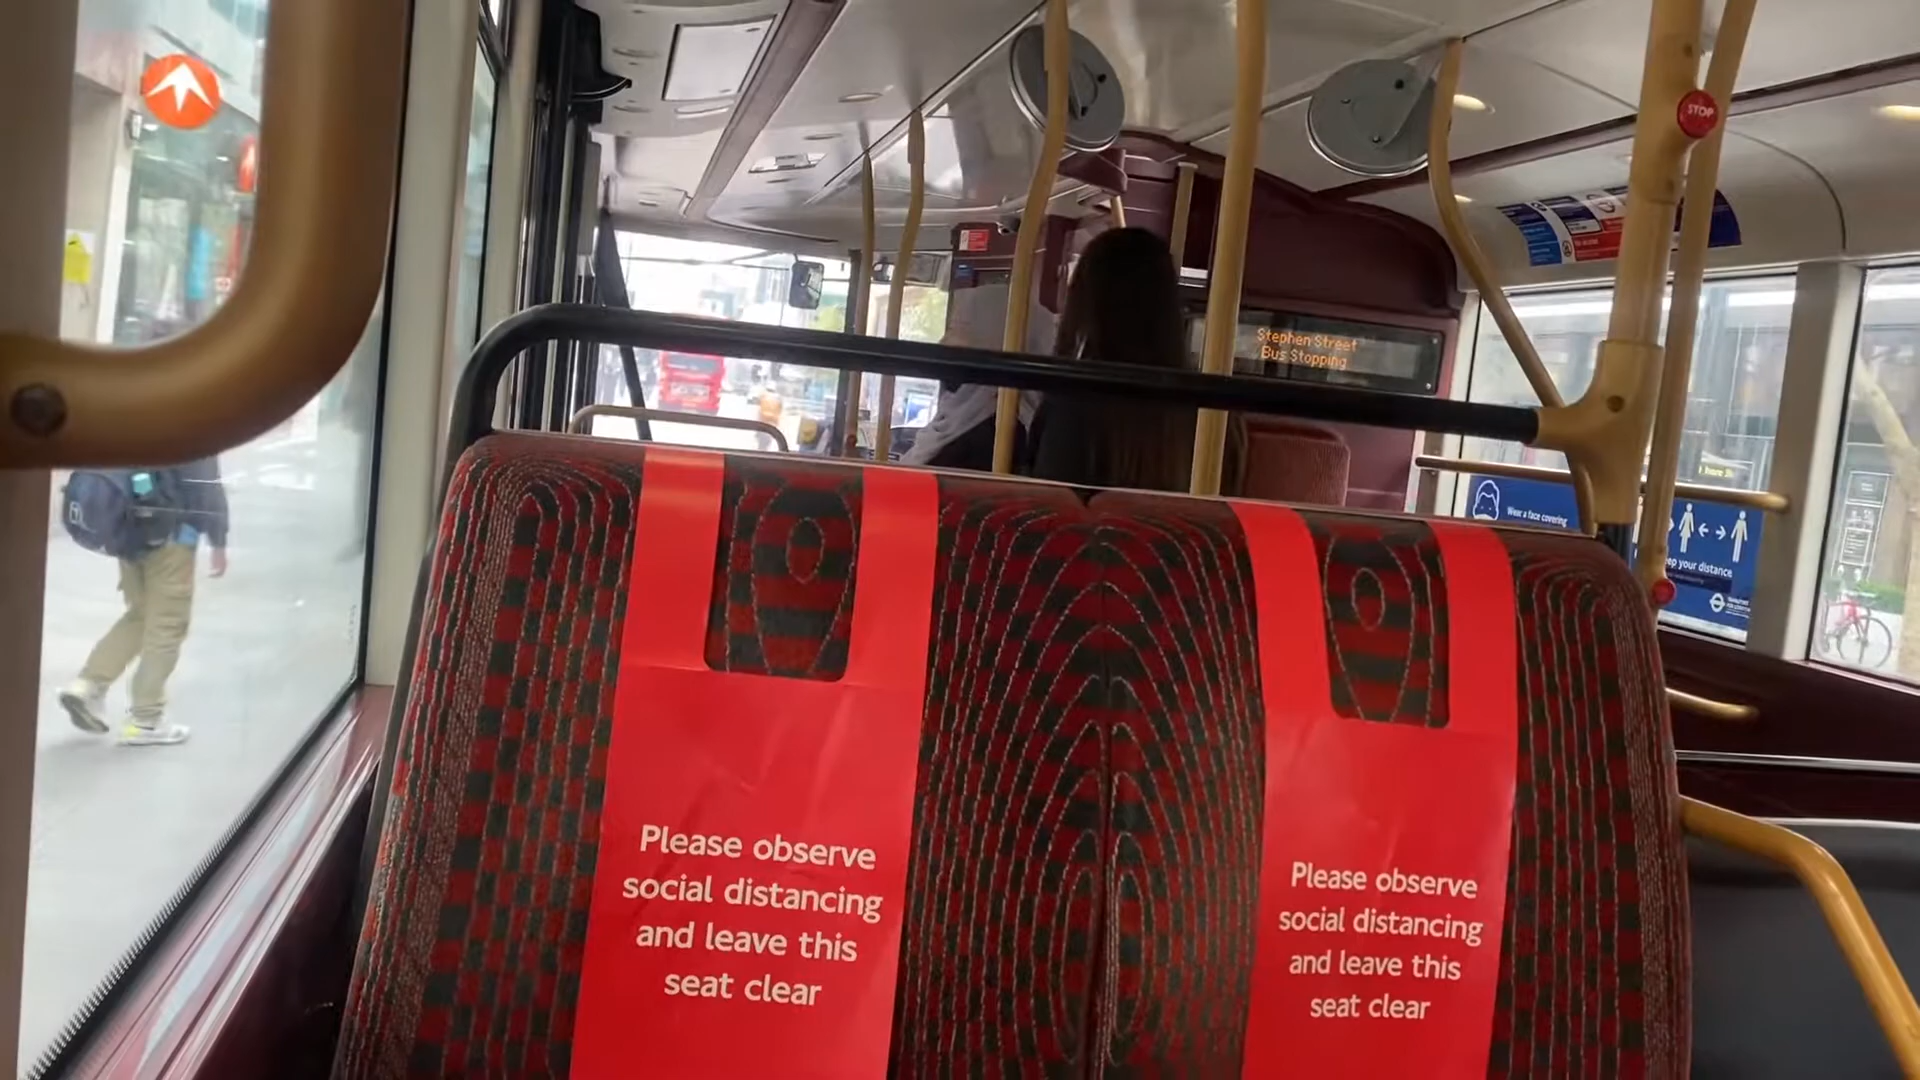 STOP
Stephen Street
Bus Stopping
Wear a face covering
ep your distance
Please observe
social distancing
and leave this
seat clear
Please observe
social distancing
and leave this
seat clear